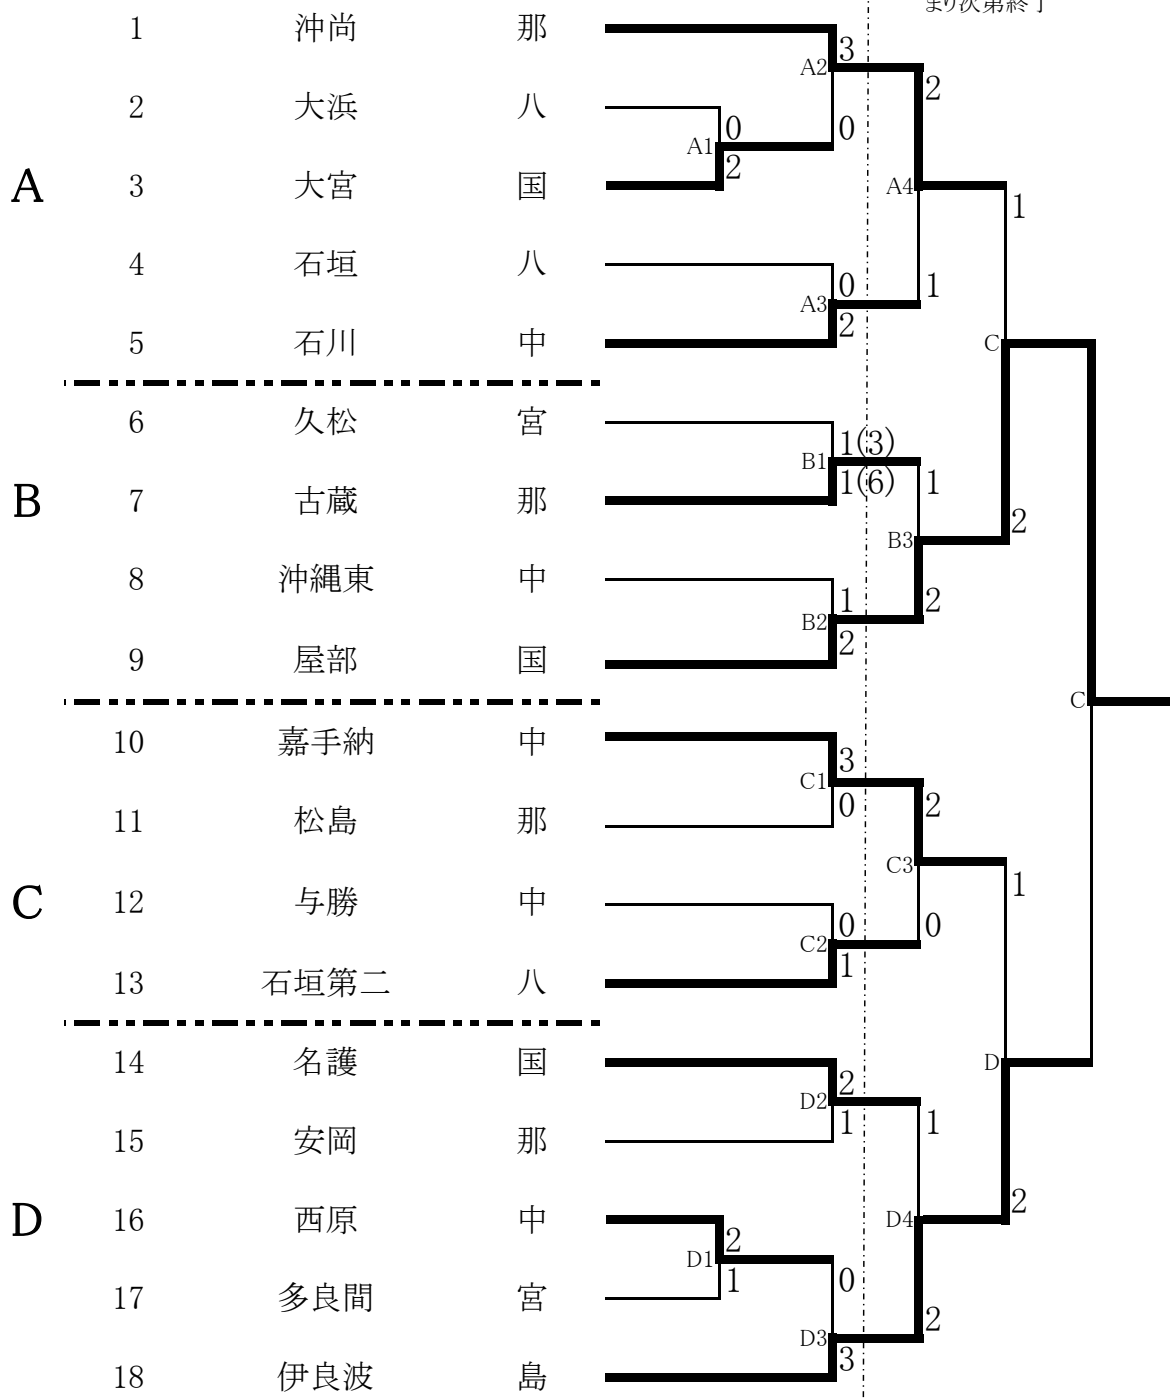 まり次第終了
1 沖尚 那
3
A2
2
2 大浜 八
0 0
A1
2
A 3 大宮 国
A4
1
4 石垣 八
0 1
A3
2
5 石川 中
C
6 久松 宮
1(3)
B1
1(6) 1
B 7 古蔵 那
2
B3
8 沖縄東 中
1 2
B2
2
9 屋部 国
C
10 嘉手納 中
3
C1
0 2
11 松島 那
C3
1
C 12 与勝 中
0 0
C2
1
13 石垣第二 八
14 名護 国
D
2
D2
1 1
15 安岡 那
2
D 16 西原 中
D4
2
D1
1 0
17 多良間 宮
2
D3
3
18 伊良波 島